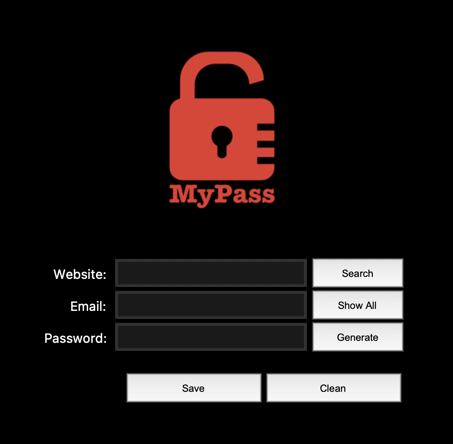 MyPass
Website: Search
Email: Show All
Password: Generate
Save Clean